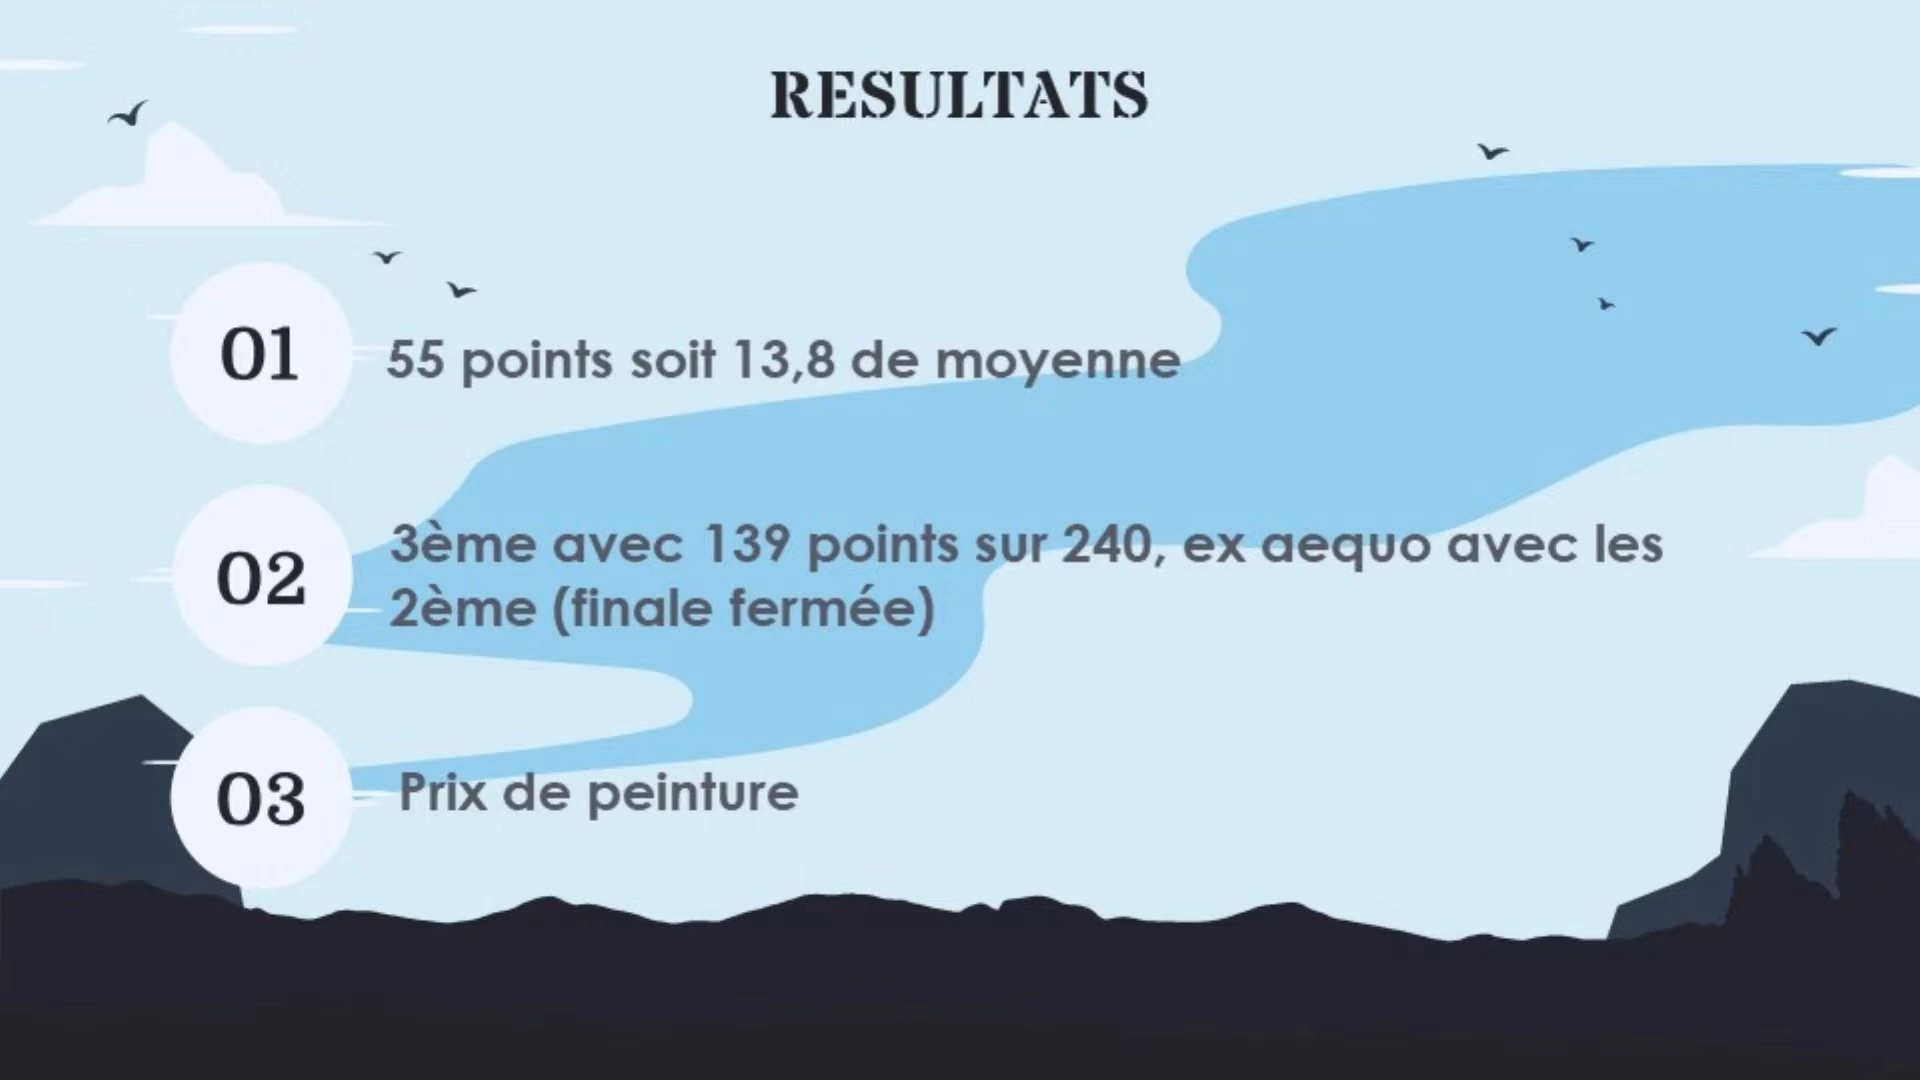 RESULTATS
01
55 points soit 13,8 de moyenne
02
3ème avec 139 points sur 240, ex aequo avec les
2ème (finale fermée)
03
Prix de peinture